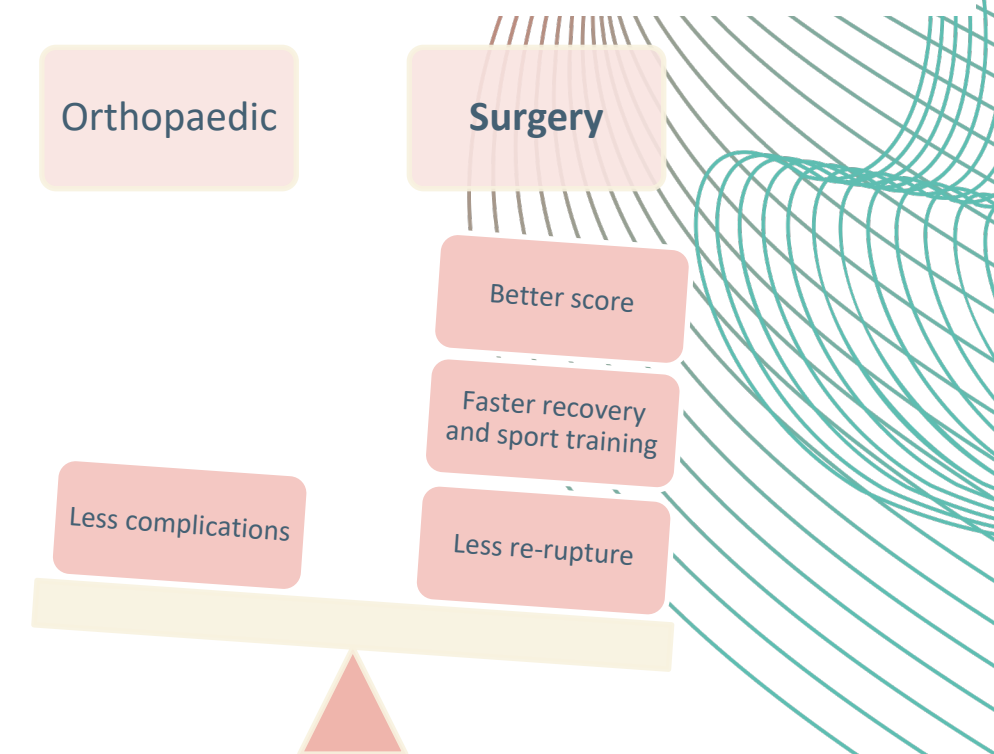 Orthopaedic
Surgery
Better score
Faster recovery
and sport training
Less complications
Less re-rupture